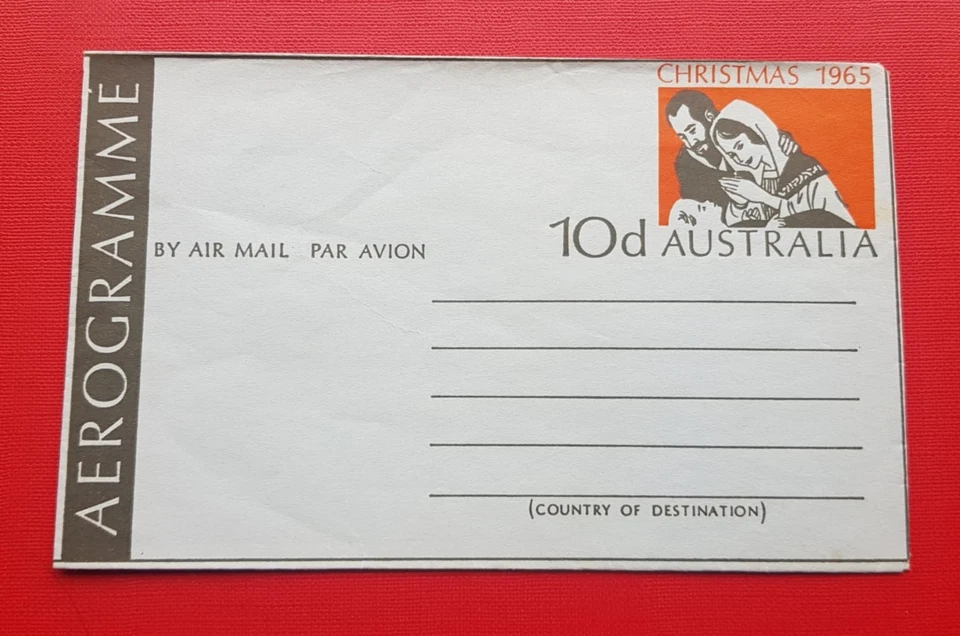 AEROGRAMME
CHRISTMAS 1965
10d AUSTRALIA
BY AIR MAIL PAR AVION
(COUNTRY OF DESTINATION)